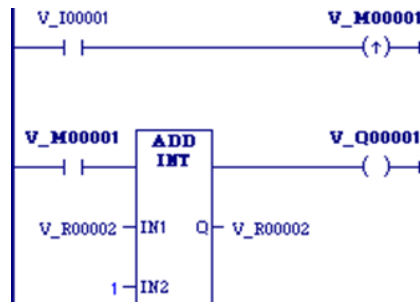 V_I00001 V_M00001
(↑)
V_M00001 ADD V_Q00001
INT
( )
V_R00002 IN1 Q V_R00002
1 IN2